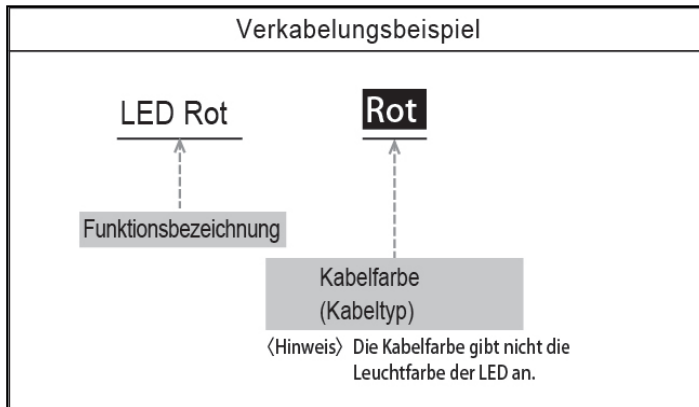 Verkabelungsbeispiel
LED Rot
Rot
Funktionsbezeichnung
Kabelfarbe
(Kabeltyp)
〈Hinweis〉 Die Kabelfarbe gibt nicht die
Leuchtfarbe der LED an.